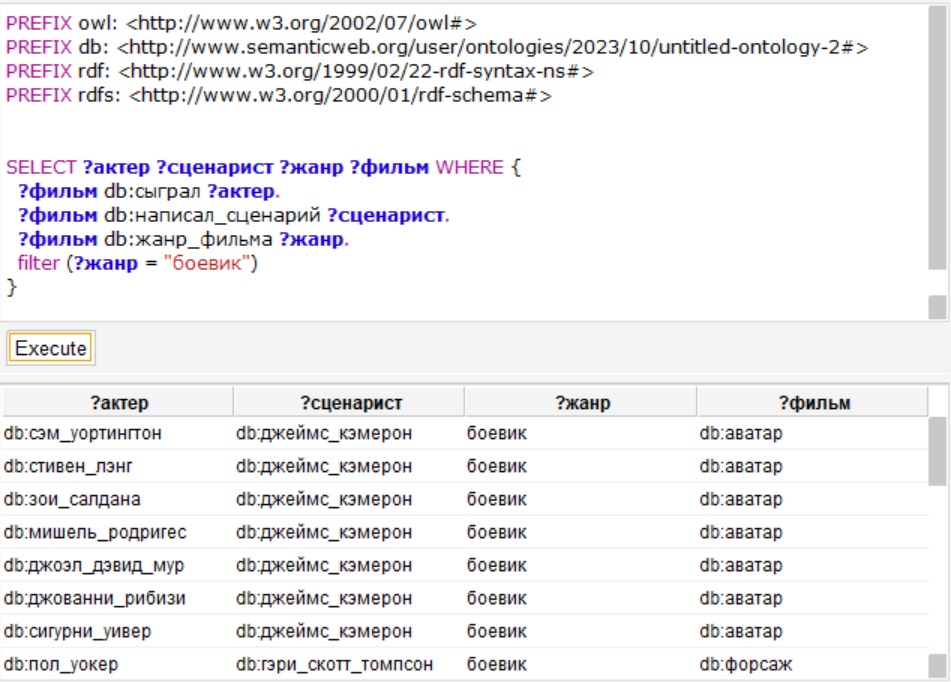 PREFIX owl: <http://www.w3.org/2002/07/owl#>
PREFIX db: <http://www.semanticweb.org/user/ontologies/2023/10/untitled-ontology-2#>
PREFIX rdf: <http://www.w3.org/1999/02/22-rdf-syntax-ns#>
PREFIX rdfs: <http://www.w3.org/2000/01/rdf-schema#>
SELECT ?актер ?сценарист ?жанр ?фильм WHERE {
?фильм db:сыграл ?актер.
?фильм db:написал_сценарий ?сценарист.
?фильм db:жанр_фильма ?жанр.
filter (?жанр = "боевик")
}
Execute
?актер ?сценарист ?жанр ?фильм
db:сэм_уортингтон db:джеймс_кэмерон боевик db:аватар
db:стивен_лэнг db:джеймс_кэмерон боевик db:аватар
db:зои_салдана db:джеймс_кэмерон боевик db:аватар
db:мишель_родригес db:джеймс_кэмерон боевик db:аватар
db:джоэл_дэвид_мур db:джеймс_кэмерон боевик db:аватар
db:джованни_рибизи db:джеймс_кэмерон боевик db:аватар
db:сигурни_уивер db:джеймс_кэмерон боевик db:аватар
db:пол_уокер db:гэри_скотт_томпсон боевик db:форсаж